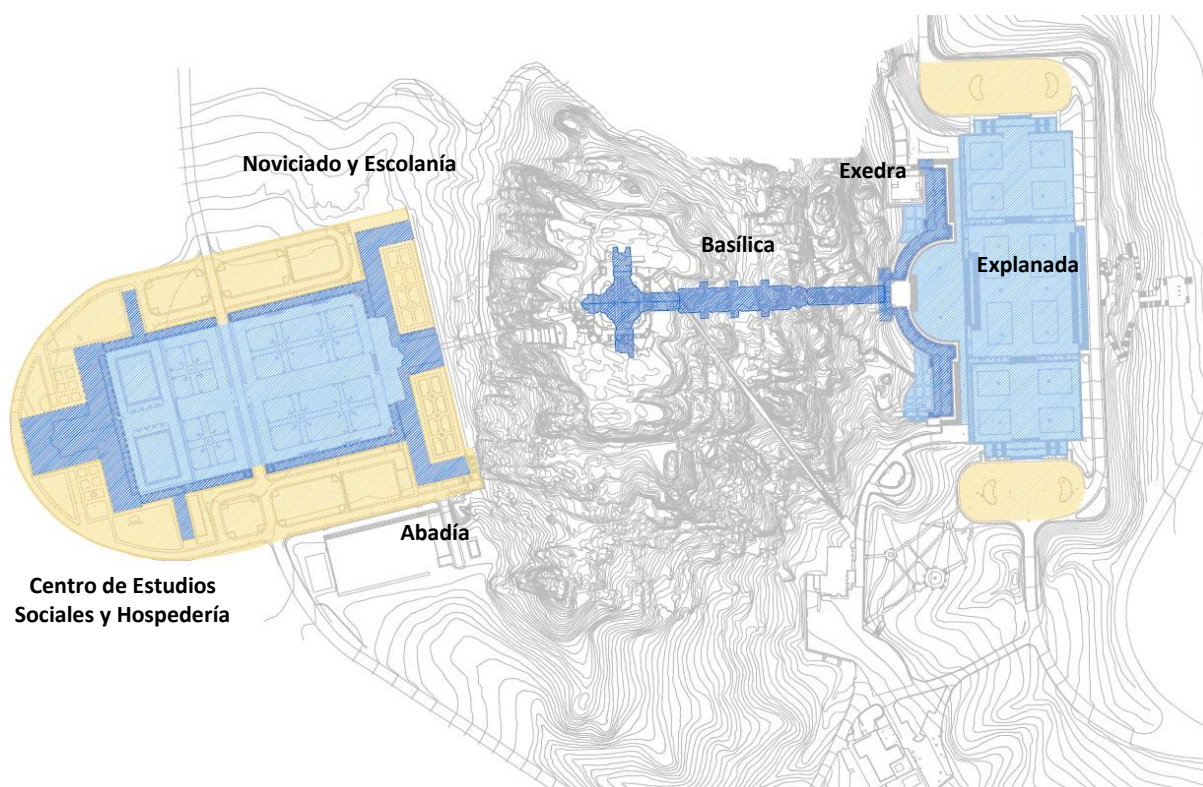 Noviciado y Escolanía
Exedra
Basílica
Explanada
Abadía
Centro de Estudios
Sociales y Hospedería